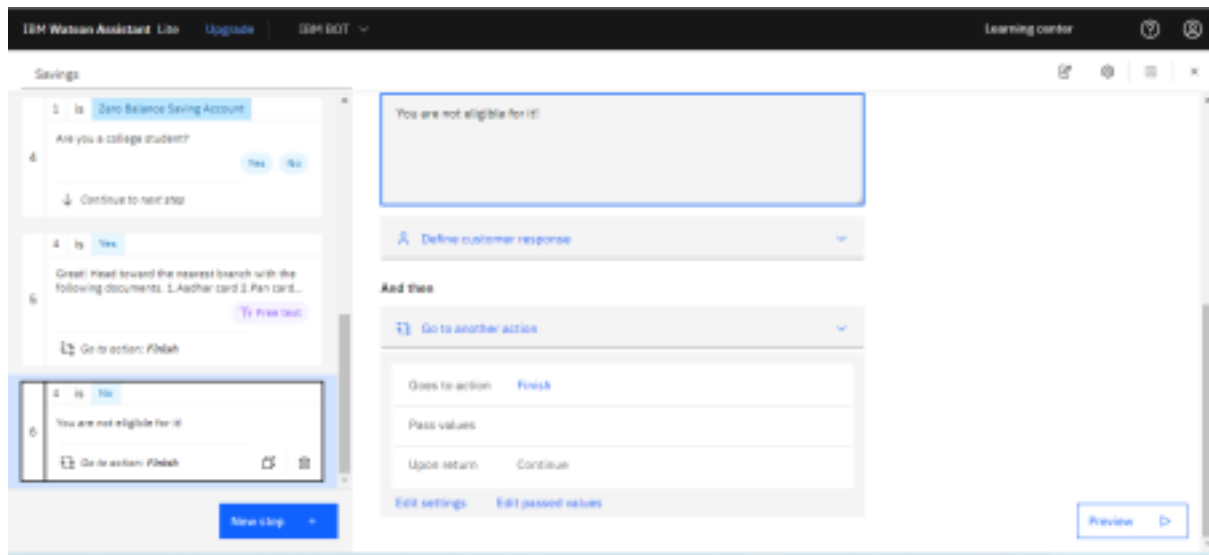 IBM Watson Assistant Lite Upgrade IBM BOT Learning center
Savings
1 is Zero Balance Saving Account
Are you a college student?
4
Yes No
Continue to next step
4 is Yes
Great! Head toward the nearest branch with the
following documents. 1.Aadhar card 2.Pan card...
5
Free text
Go to action: Finish
4 is No
You are not eligible for it!
6
Go to action: Finish
New step +
You are not eligible for it!
Define customer response
And then
Go to another action
Goes to action Finish
Pass values
Upon return Continue
Edit settings Edit passed values
Preview